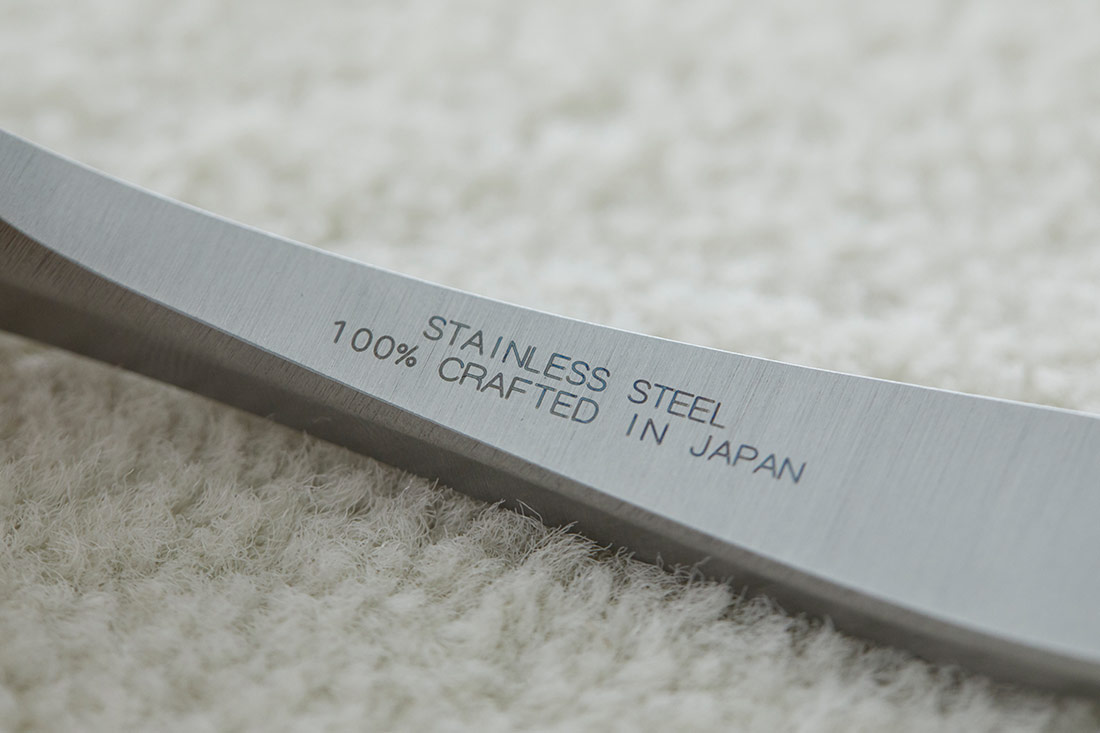 STAINLESS STEEL
100% CRAFTED IN JAPAN